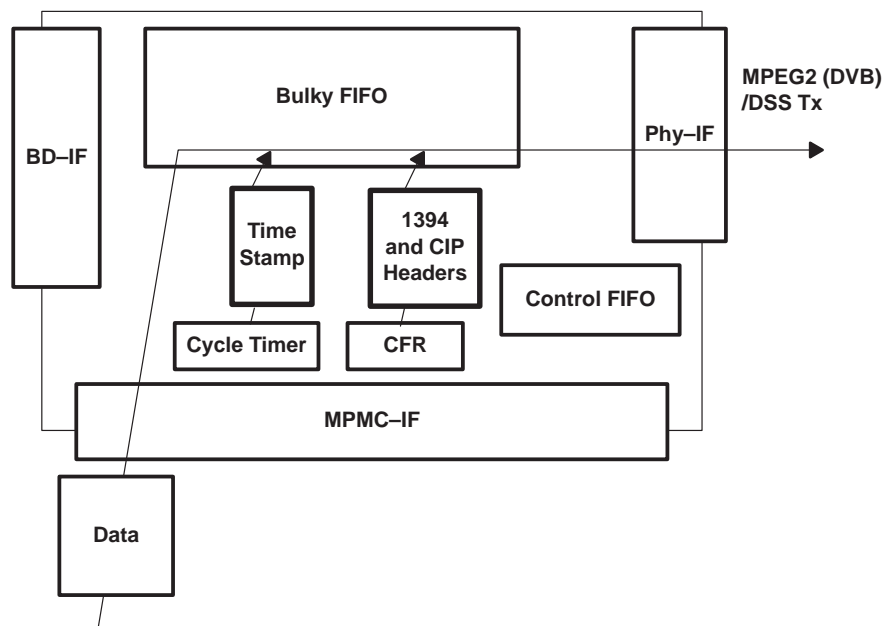 Bulky FIFO
MPEG2 (DVB)
/DSS Tx
BD–IF
Phy–IF
Time
Stamp
1394
and CIP
Headers
Control FIFO
Cycle Timer
CFR
MPMC–IF
Data